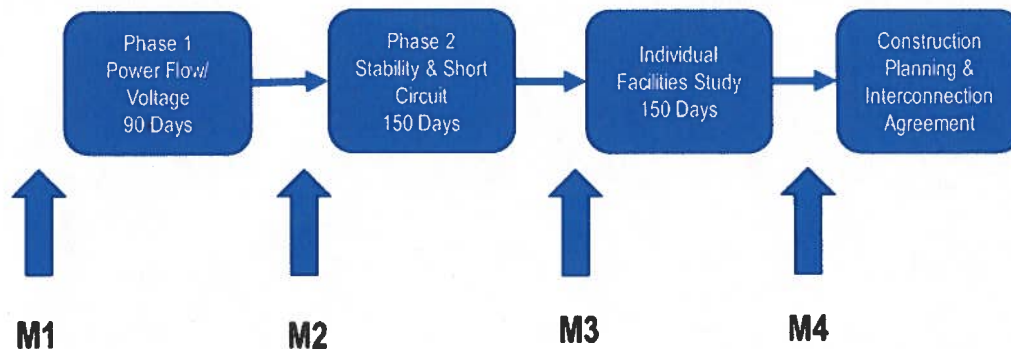 Phase 1
Power Flow/
Voltage
90 Days
Phase 2
Stability & Short
Circuit
150 Days
Individual
Facilities Study
150 Days
Construction
Planning &
Interconnection
Agreement
M1
M2
M3
M4